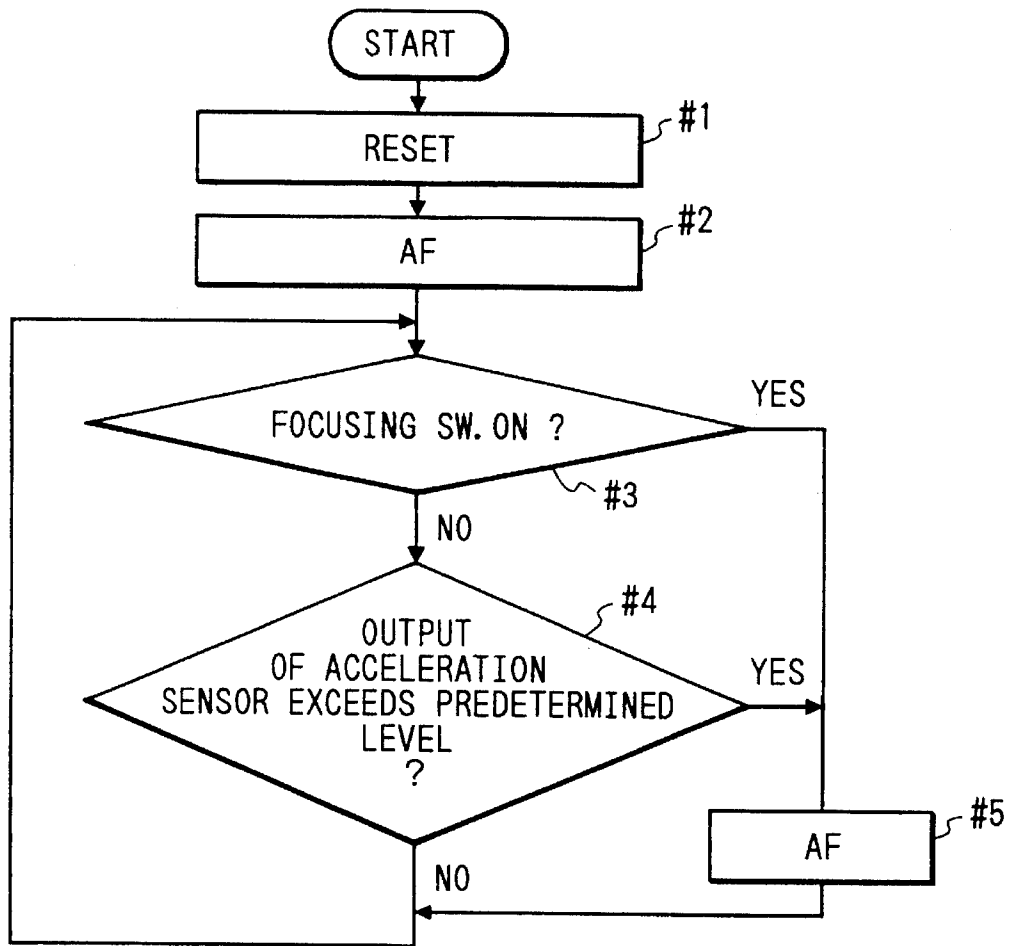 START
RESET
#1
AF
#2
FOCUSING SW. ON ?
YES
#3
NO
#4
OUTPUT
OF ACCELERATION
SENSOR EXCEEDS PREDETERMINED
LEVEL
?
YES
AF
#5
NO